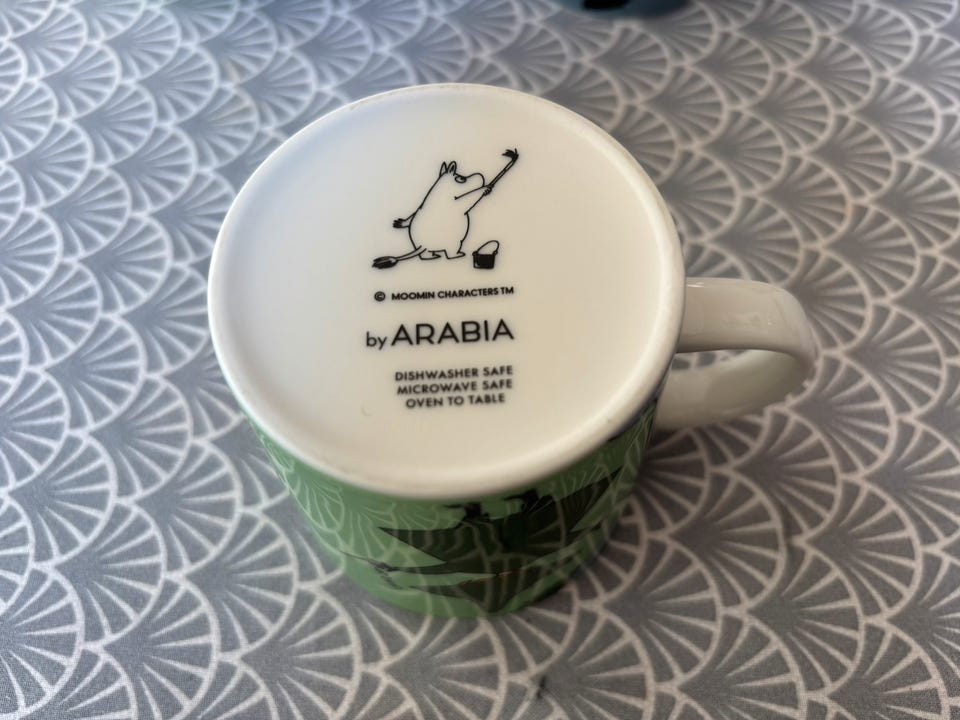 © MOOMIN CHARACTERS TM
by ARABIA
DISHWASHER SAFE
MICROWAVE SAFE
OVEN TO TABLE